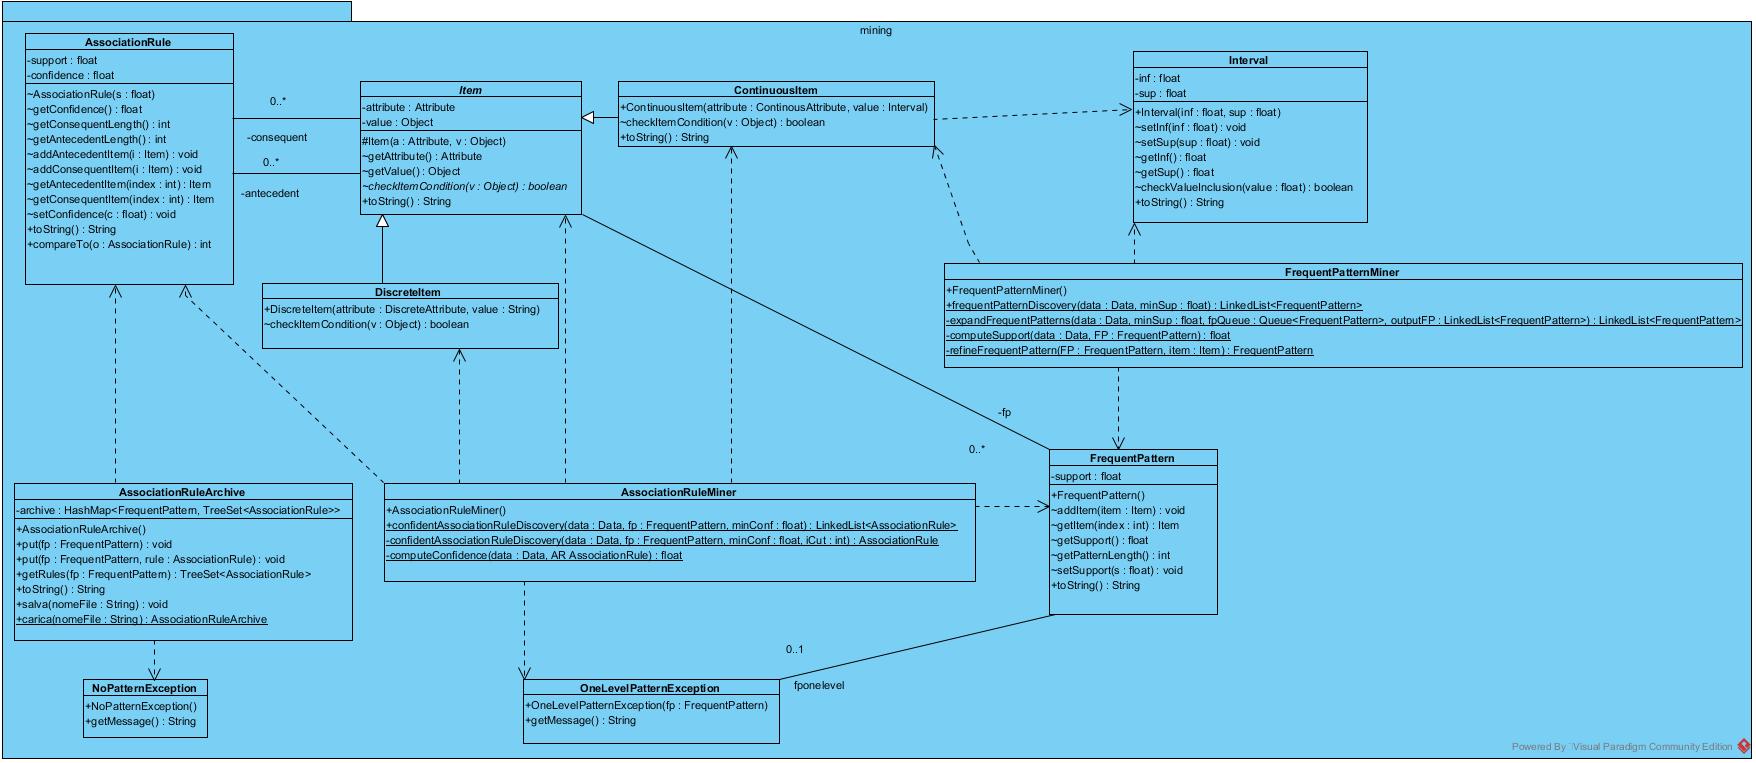 mining
AssociationRule
-support : float
-confidence : float
~AssociationRule(s : float)
~getConfidence() : float
~getConsequentLength() : int
~getAntecedentLength() : int
~addAntecedentItem(i : Item) : void
~addConsequentItem(i : Item) : void
~getAntecedentItem(index : int) : Item
~getConsequentItem(index : int) : Item
~setConfidence(c : float) : void
+toString() : String
+compareTo(o : AssociationRule) : int
0..*
-consequent
0..*
-antecedent
Item
-attribute : Attribute
-value : Object
#Item(a : Attribute, v : Object)
~getAttribute() : Attribute
~getValue() : Object
~checkItemCondition(v : Object) : boolean
+toString() : String
ContinuousItem
+ContinuousItem(attribute : ContinousAttribute, value : Interval)
~checkItemCondition(v : Object) : boolean
+toString() : String
Interval
-inf : float
-sup : float
+Interval(inf : float, sup : float)
~setInf(inf : float) : void
~setSup(sup : float) : void
~getInf() : float
~getSup() : float
~checkValueInclusion(value : float) : boolean
+toString() : String
DiscreteItem
+DiscreteItem(attribute : DiscreteAttribute, value : String)
~checkItemCondition(v : Object) : boolean
FrequentPatternMiner
+FrequentPatternMiner()
+frequentPatternDiscovery(data : Data, minSup : float) : LinkedList<FrequentPattern>
-expandFrequentPatterns(data : Data, minSup : float, fpQueue : Queue<FrequentPattern>, outputFP : LinkedList<FrequentPattern>) : LinkedList<FrequentPattern>
-computeSupport(data : Data, FP : FrequentPattern) : float
-refineFrequentPattern(FP : FrequentPattern, item : Item) : FrequentPattern
-fp
0..*
FrequentPattern
-support : float
+FrequentPattern()
~addItem(item : Item) : void
~getItem(index : int) : Item
~getSupport() : float
~getPatternLength() : int
~setSupport(s : float) : void
+toString() : String
AssociationRuleArchive
-archive : HashMap<FrequentPattern, TreeSet<AssociationRule>>
+AssociationRuleArchive()
+put(fp : FrequentPattern) : void
+put(fp : FrequentPattern, rule : AssociationRule) : void
+getRules(fp : FrequentPattern) : TreeSet<AssociationRule>
+toString() : String
+salva(nomeFile : String) : void
+carica(nomeFile : String) : AssociationRuleArchive
AssociationRuleMiner
+AssociationRuleMiner()
+confidentAssociationRuleDiscovery(data : Data, fp : FrequentPattern, minConf : float) : LinkedList<AssociationRule>
-confidentAssociationRuleDiscovery(data : Data, fp : FrequentPattern, minConf : float, iCut : int) : AssociationRule
-computeConfidence(data : Data, AR AssociationRule) : float
0..1
fponelevel
NoPatternException
+NoPatternException()
+getMessage() : String
OneLevelPatternException
+OneLevelPatternException(fp : FrequentPattern)
+getMessage() : String
Powered By Visual Paradigm Community Edition